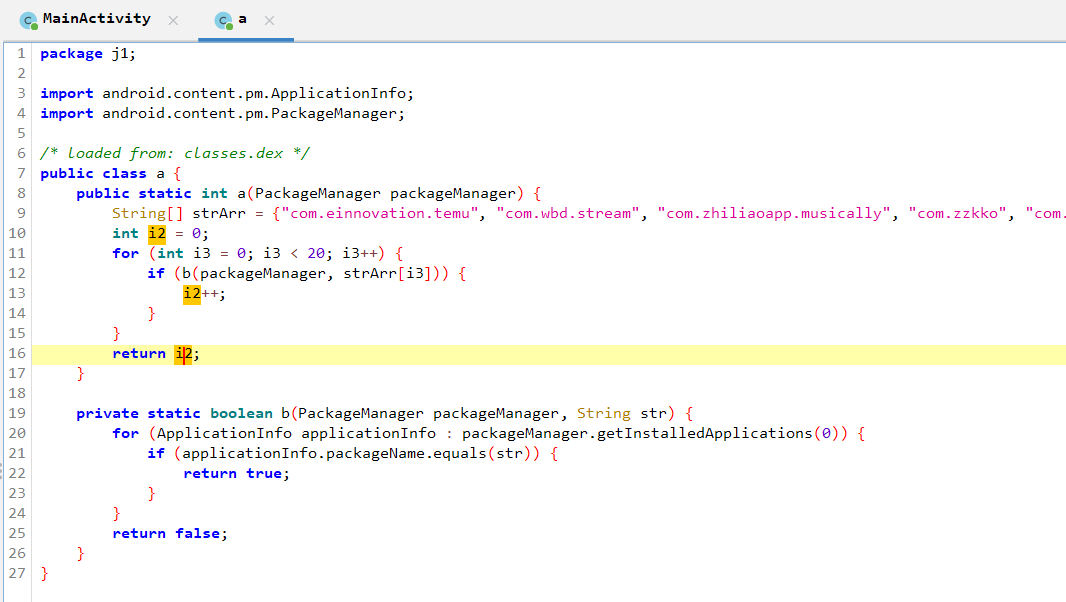 MainActivity
a
1 package j1;
2
3 import android.content.pm.ApplicationInfo;
4 import android.content.pm.PackageManager;
5
6 /* loaded from: classes.dex */
7 public class a {
8 public static int a(PackageManager packageManager) {
9 String[] strArr = {"com.einnovation.temu", "com.wbd.stream", "com.zhiliaoapp.musically", "com.zzkko", "com.
10 int i2 = 0;
11 for (int i3 = 0; i3 < 20; i3++) {
12 if (b(packageManager, strArr[i3])) {
13 i2++;
14 }
15 }
16 return i2;
17 }
18
19 private static boolean b(PackageManager packageManager, String str) {
20 for (ApplicationInfo applicationInfo : packageManager.getInstalledApplications(0)) {
21 if (applicationInfo.packageName.equals(str)) {
22 return true;
23 }
24 }
25 return false;
26 }
27 }